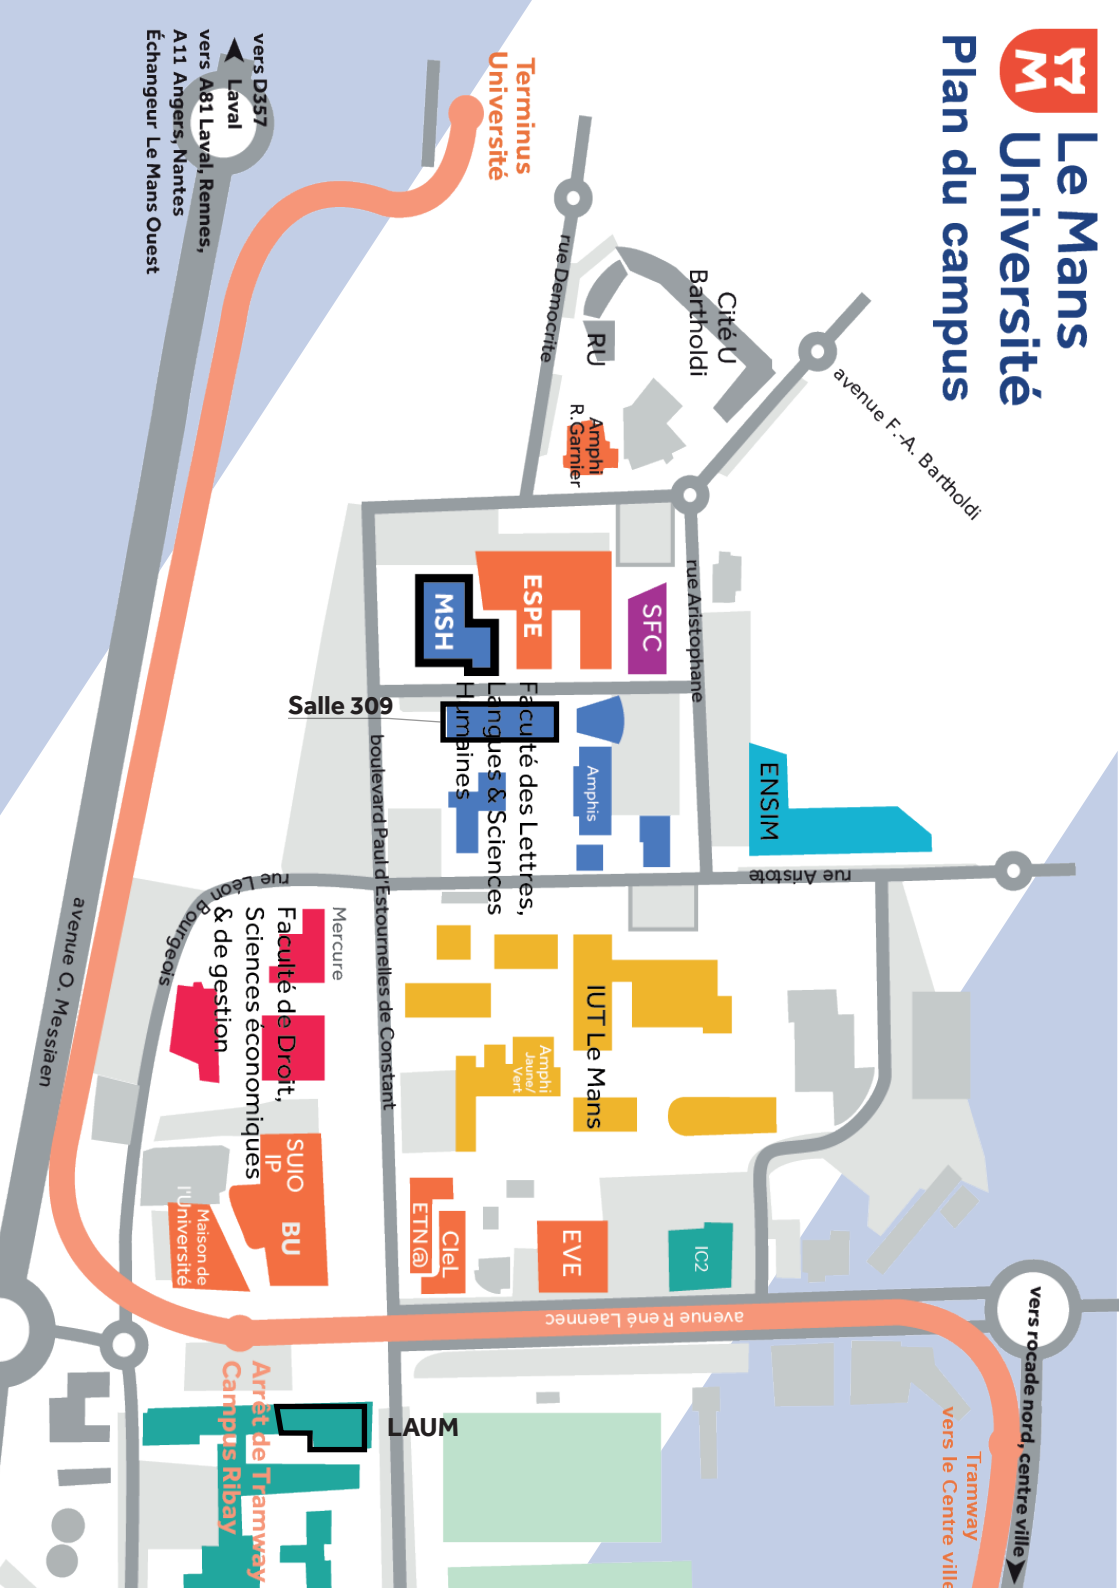 Le Mans
Université
Plan du campus
Terminus
Université
vers D357
Laval
vers A81 Laval, Rennes,
A11 Angers, Nantes
Échangeur Le Mans Ouest
rue Democrite
Cité U
Bartholdi
RU
avenue F.-A. Bartholdi
Amphi
R.Garnier
rue Aristophane
SFC
ESPE
MSH
Salle 309
Faculté des Lettres,
Langues & Sciences
Humaines
Amphis
ENSIM
rue Aristote
boulevard Paul d'Estournelles de Constant
rue Léon Bourgeois
avenue O. Messiaen
Mercure
Faculté de Droit,
Sciences économiques
& de gestion
IUT Le Mans
Amphi
Jaune/
Vert
SUIO
IP
BU
Maison de
l'Université
CleL
ETN@
EVE
IC2
avenue René Laennec
vers rocade nord, centre ville
Tramway
vers le Centre ville
Arrêt de Tramway
Campus Ribay
LAUM